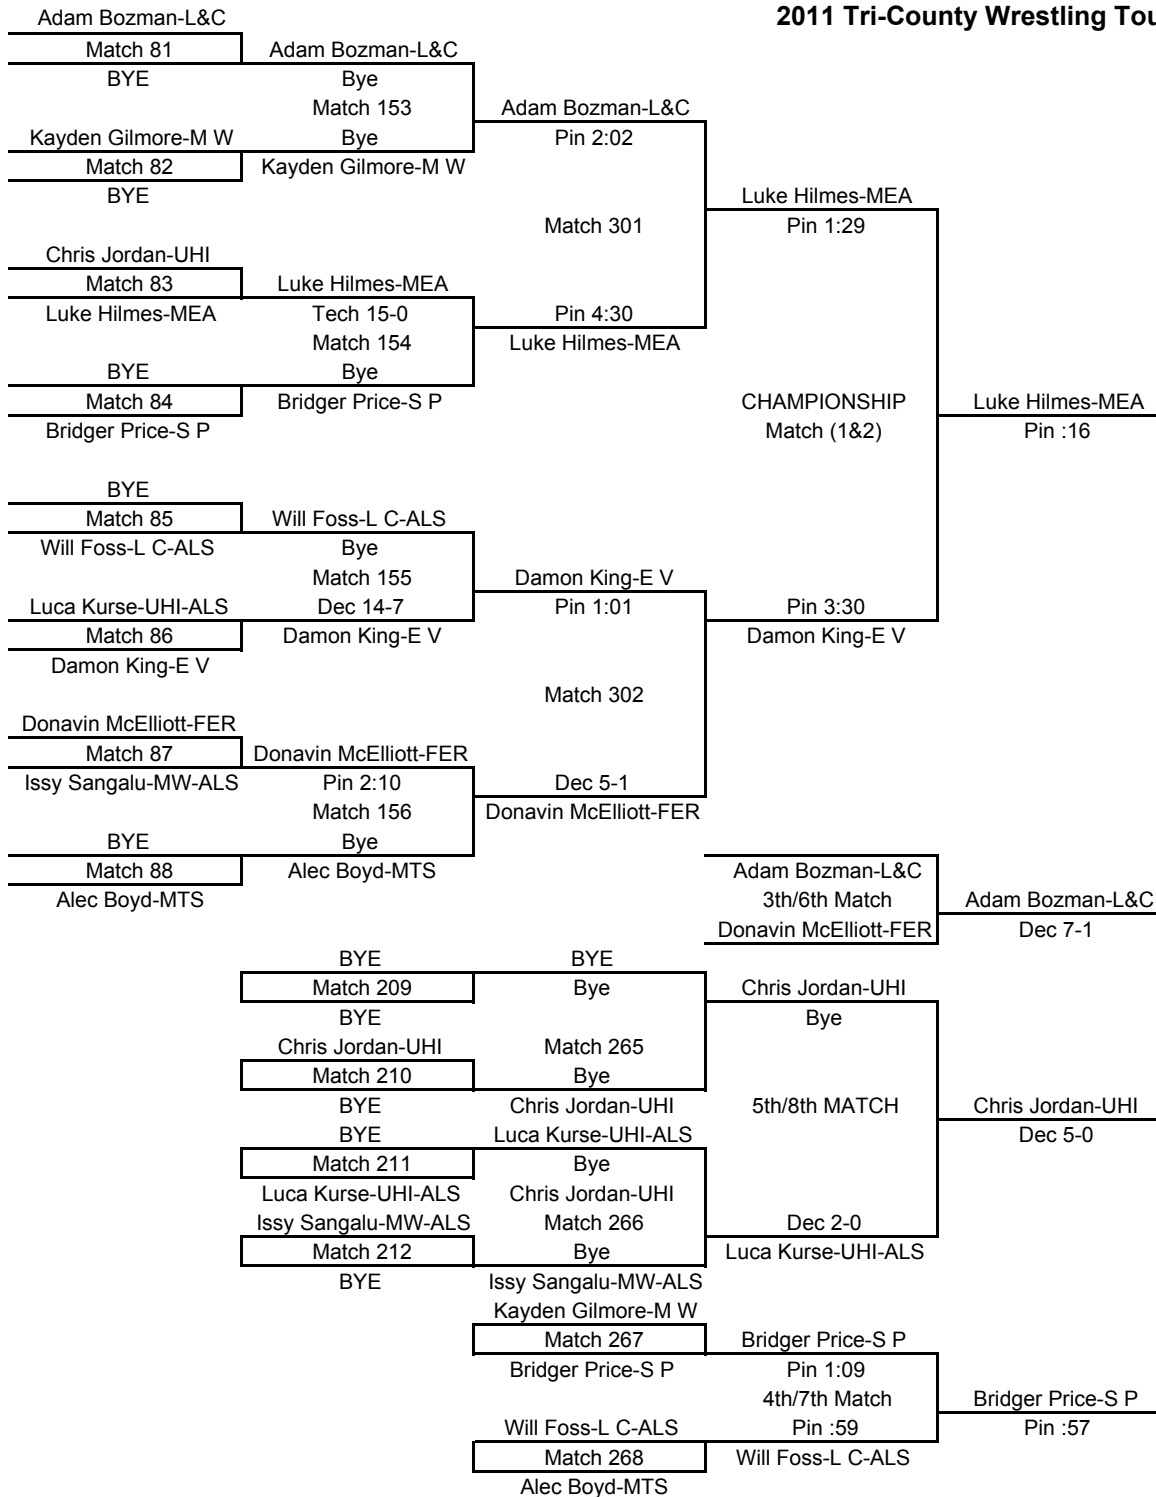 2011 Tri-County Wrestling Tou
Adam Bozman-L&C
Match 81
BYE
Adam Bozman-L&C
Bye
Match 153
Bye
Kayden Gilmore-M W
Kayden Gilmore-M W
Match 82
BYE
Adam Bozman-L&C
Pin 2:02
Match 301
Pin 4:30
Luke Hilmes-MEA
Chris Jordan-UHI
Match 83
Luke Hilmes-MEA
Luke Hilmes-MEA
Tech 15-0
Match 154
Bye
Bridger Price-S P
BYE
Match 84
Bridger Price-S P
Luke Hilmes-MEA
Pin 1:29
CHAMPIONSHIP
Match (1&2)
Pin 3:30
Damon King-E V
Luke Hilmes-MEA
Pin :16
BYE
Match 85
Will Foss-L C-ALS
Will Foss-L C-ALS
Bye
Match 155
Dec 14-7
Damon King-E V
Luca Kurse-UHI-ALS
Match 86
Damon King-E V
Damon King-E V
Pin 1:01
Match 302
Dec 5-1
Donavin McElliott-FER
Donavin McElliott-FER
Match 87
Issy Sangalu-MW-ALS
Donavin McElliott-FER
Pin 2:10
Match 156
Bye
Alec Boyd-MTS
BYE
Match 88
Alec Boyd-MTS
Adam Bozman-L&C
3th/6th Match
Donavin McElliott-FER
Adam Bozman-L&C
Dec 7-1
BYE
Match 209
BYE
Chris Jordan-UHI
Match 210
BYE
BYE
Match 211
Luca Kurse-UHI-ALS
Issy Sangalu-MW-ALS
Match 212
BYE
BYE
Bye
Match 265
Bye
Chris Jordan-UHI
Luca Kurse-UHI-ALS
Bye
Chris Jordan-UHI
Match 266
Bye
Issy Sangalu-MW-ALS
Chris Jordan-UHI
Bye
5th/8th MATCH
Dec 2-0
Luca Kurse-UHI-ALS
Chris Jordan-UHI
Dec 5-0
Kayden Gilmore-M W
Match 267
Bridger Price-S P
Will Foss-L C-ALS
Match 268
Alec Boyd-MTS
Bridger Price-S P
Pin 1:09
4th/7th Match
Pin :59
Will Foss-L C-ALS
Bridger Price-S P
Pin :57